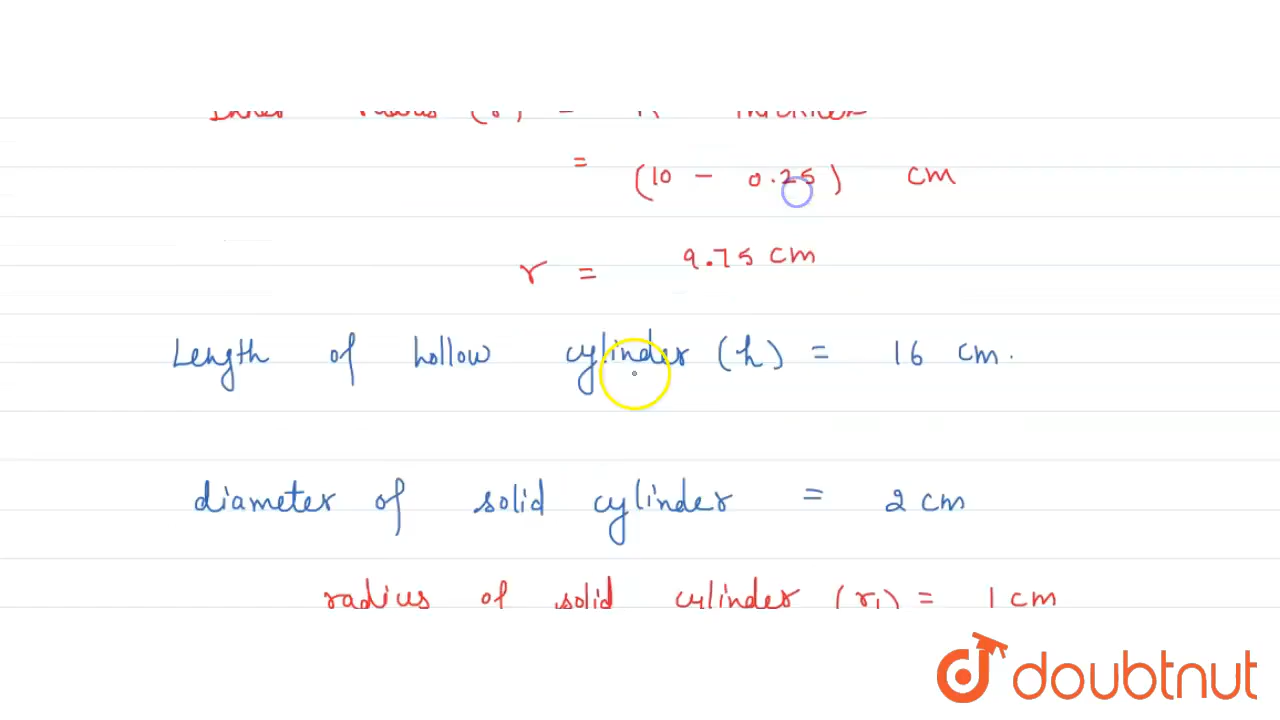 = (10 - 0.25) cm
r = 9.75 cm
Length of hollow cylinder (h) = 16 cm.
diameter of solid cylinder = 2 cm
radius of solid cylinder (r1) = 1 cm
doubtnut